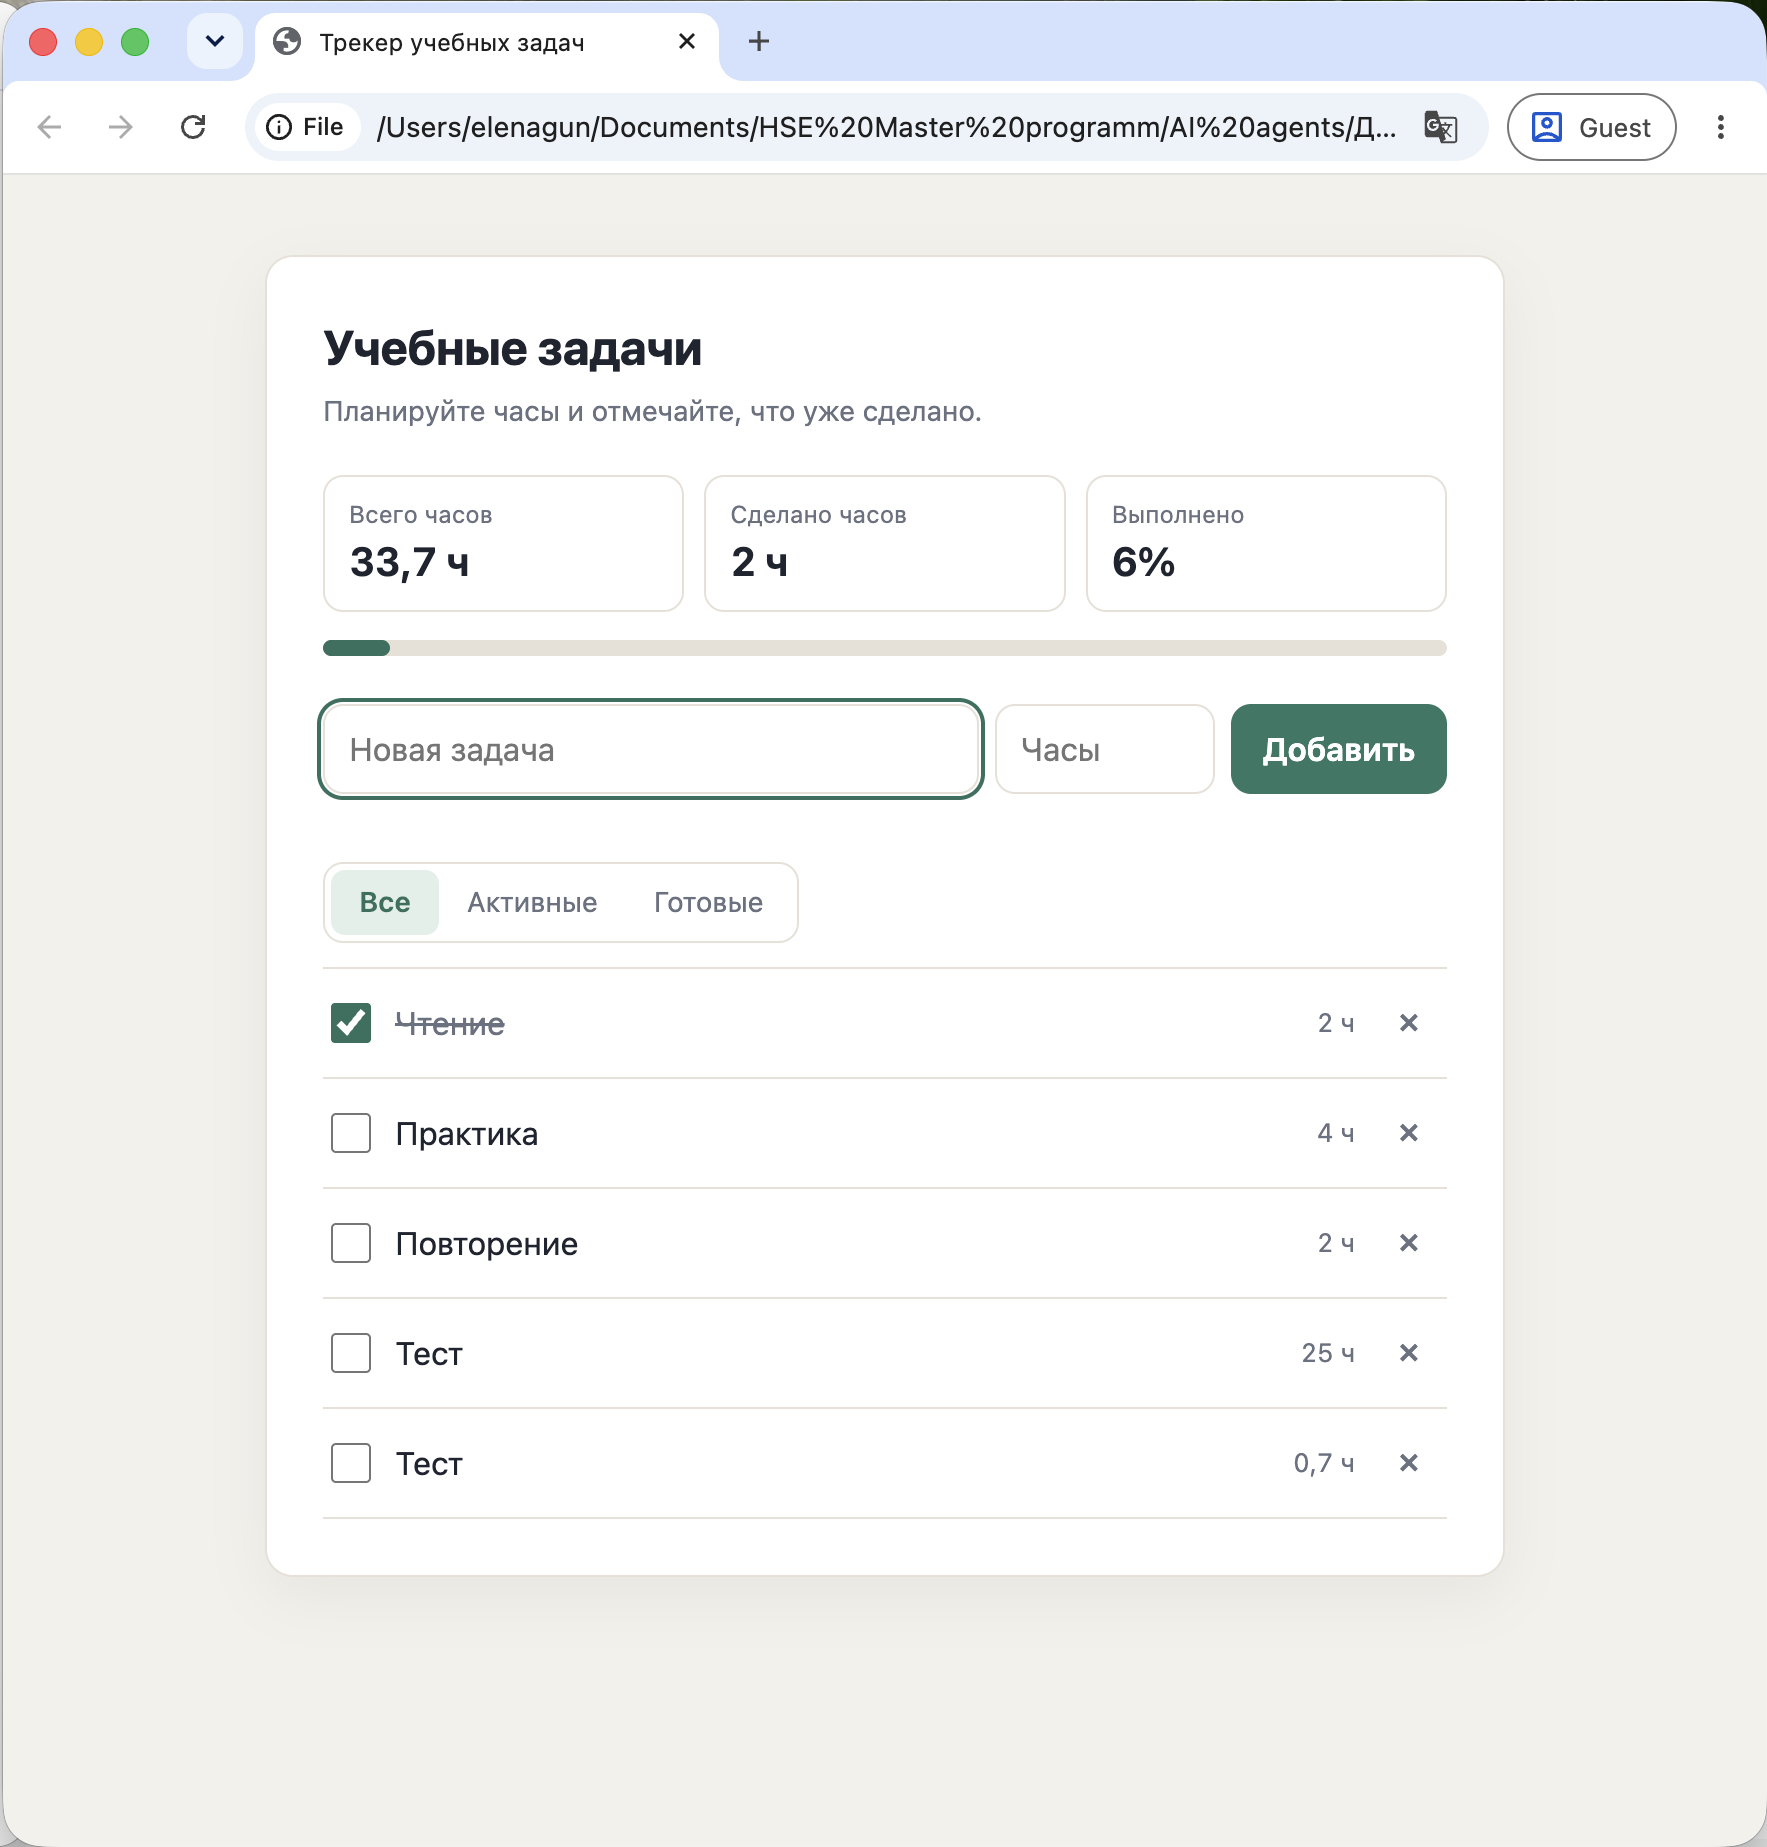 Трекер учебных задач
File /Users/elenagun/Documents/HSE%20Master%20programm/AI%20agents/Д... Guest
Учебные задачи
Планируйте часы и отмечайте, что уже сделано.
Всего часов Сделано часов Выполнено
33,7 ч 2 ч 6%
Новая задача Часы Добавить
Все Активные Готовые
Чтение 2 ч
Практика 4 ч
Повторение 2 ч
Тест 25 ч
Тест 0,7 ч